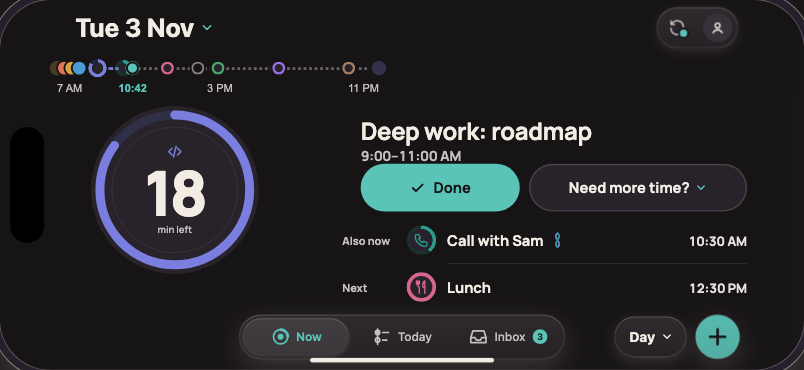 Tue 3 Nov
7 AM
10:42
3 PM
11 PM
18
min left
Deep work: roadmap
9:00–11:00 AM
Done
Need more time?
Also now
Call with Sam
10:30 AM
Next
Lunch
12:30 PM
Now
Today
Inbox
3
Day